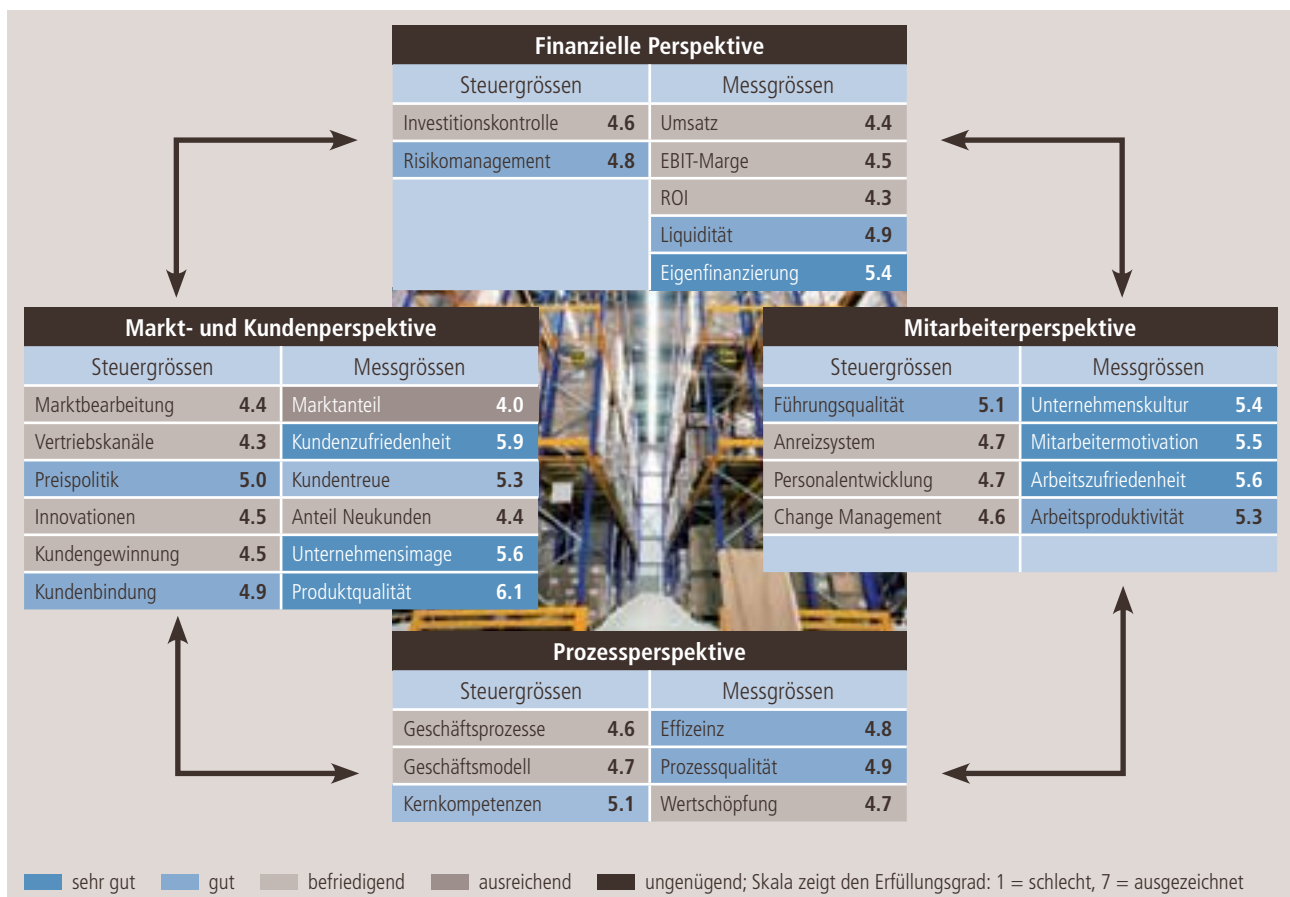 Finanzielle Perspektive
Steuergrössen Messgrössen
Investitionskontrolle 4.6 Umsatz 4.4
Risikomanagement 4.8 EBIT-Marge 4.5
ROI 4.3
Liquidität 4.9
Eigenfinanzierung 5.4
Markt- und Kundenperspektive
Steuergrössen Messgrössen
Marktbearbeitung 4.4 Marktanteil 4.0
Vertriebskanäle 4.3 Kundenzufriedenheit 5.9
Preispolitik 5.0 Kundentreue 5.3
Innovationen 4.5 Anteil Neukunden 4.4
Kundengewinnung 4.5 Unternehmensimage 5.6
Kundenbindung 4.9 Produktqualität 6.1
Mitarbeiterperspektive
Steuergrössen Messgrössen
Führungsqualität 5.1 Unternehmenskultur 5.4
Anreizsystem 4.7 Mitarbeitermotivation 5.5
Personalentwicklung 4.7 Arbeitszufriedenheit 5.6
Change Management 4.6 Arbeitsproduktivität 5.3
Prozessperspektive
Steuergrössen Messgrössen
Geschäftsprozesse 4.6 Effizeinz 4.8
Geschäftsmodell 4.7 Prozessqualität 4.9
Kernkompetenzen 5.1 Wertschöpfung 4.7
sehr gut gut befriedigend ausreichend ungenügend; Skala zeigt den Erfüllungsgrad: 1 = schlecht, 7 = ausgezeichnet